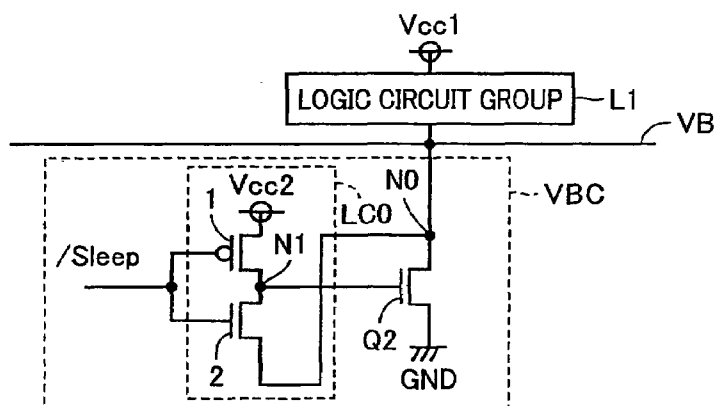 Vcc1
LOGIC CIRCUIT GROUP
L1
VB
N0
VBC
Vcc2
LC0
1
N1
/Sleep
Q2
2
GND